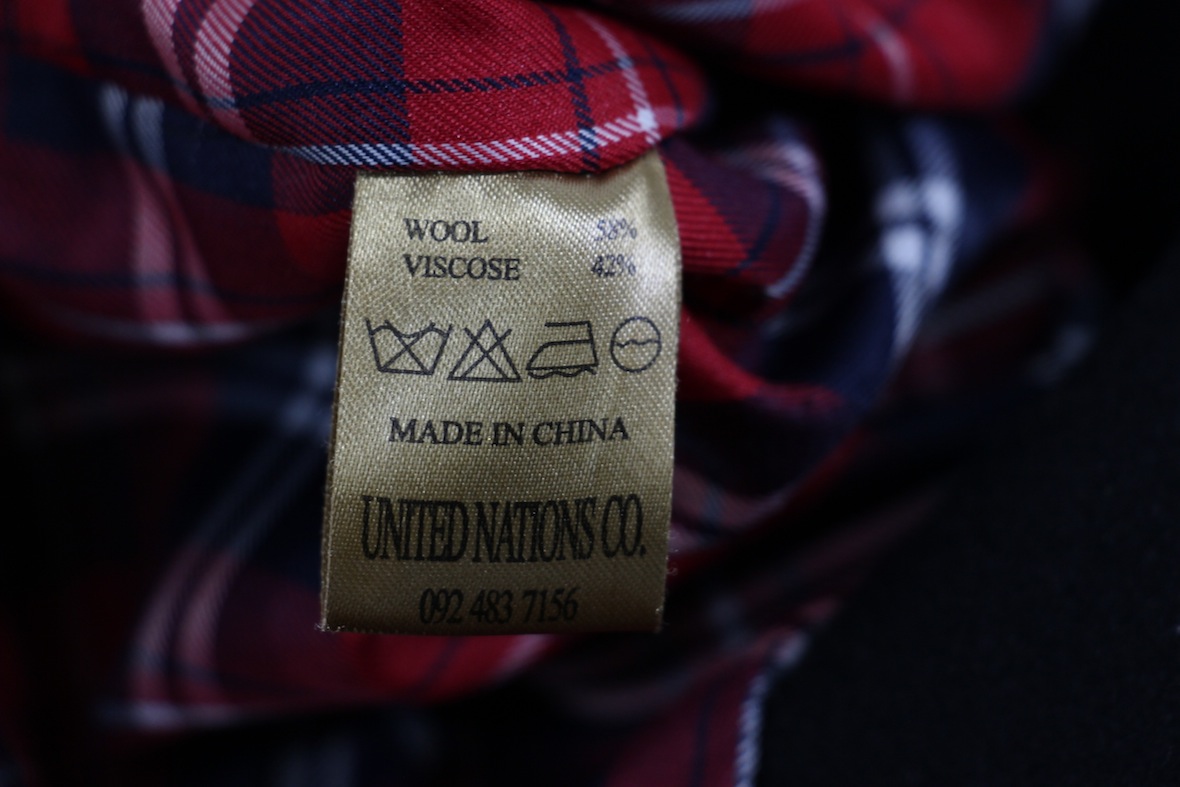 WOOL 58%
VISCOSE 42%
MADE IN CHINA
UNITED NATIONS CO.
092 483 7156